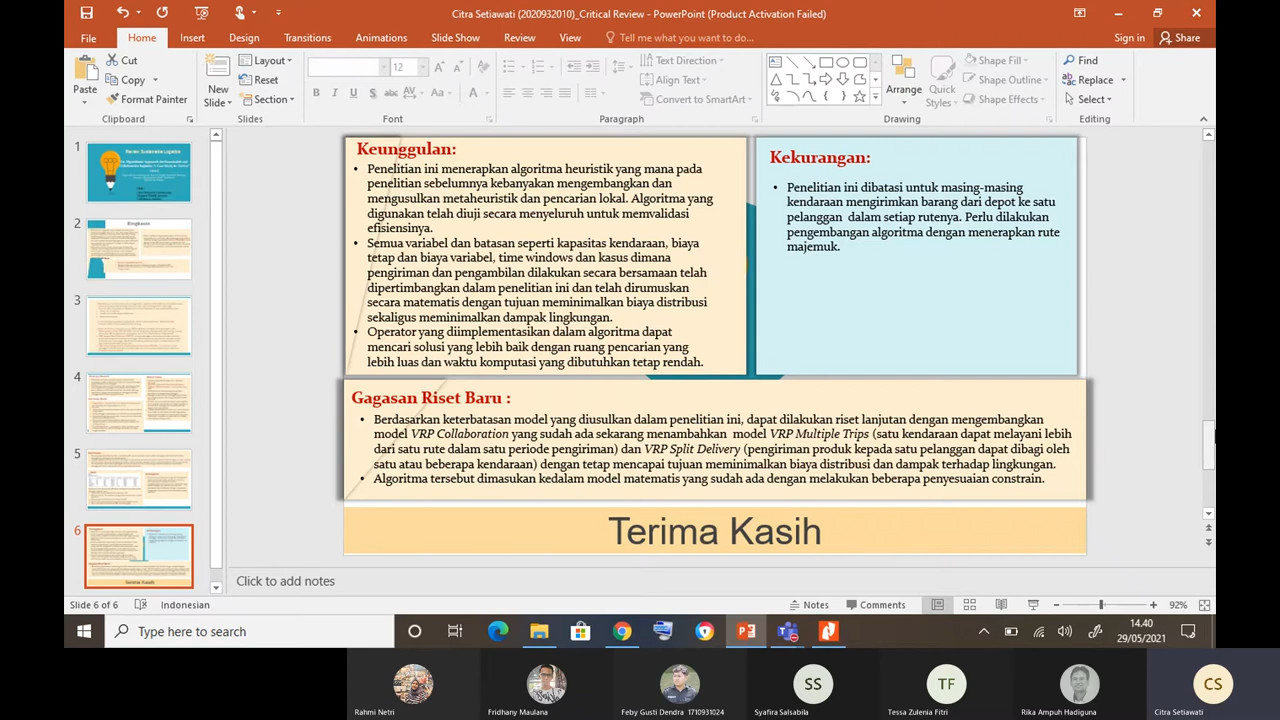 Citra Setiawati (2020932010)_Critical Review - PowerPoint (Product Activation Failed)
File Home Insert Design Transitions Animations Slide Show Review View Tell me what you want to do... Sign in Share
Paste
Cut
Copy
Format Painter
Clipboard
New Slide
Layout
Reset
Section
Slides
12
B I U S abc AV Aa A
Font
Paragraph
Text Direction
Align Text
Convert to SmartArt
Arrange
Quick Styles
Shape Fill
Shape Outline
Shape Effects
Drawing
Find
Replace
Select
Editing
1
2
Ringkasan
3
4
5
6
Keunggulan:
• Penelitian ini menerapkan algoritma heuristik yang mana pada
penelitian sebelumnya kebanyakan mengembangkan dan
mengusulkan metaheuristik dan pencarian lokal. Algoritma yang
digunakan telah diuji secara menyeluruh untuk memvalidasi
efisiensinya.
• Semua variabel dan batasan seperti kapasitas kendaraan, biaya
tetap dan biaya variabel, time windows dan kasus dimana
pengiriman dan pengambilan dilakukan secara bersamaan telah
dipertimbangkan dalam penelitian ini dan telah dirumuskan
secara matematis dengan tujuan meminimalkan biaya distribusi
sekaligus meminimalkan dampak lingkungan.
• Operator yang diimplementasikan dalam algoritma dapat
mencari solusi yang lebih baik dengan ruang pencarian yang
lebih luas dan waktu komputasi yang dibutuhkan tetap rendah.
Kekurangan:
• Penelitian ini dibatasi untuk masing-masing
kendaraan mengirimkan barang dari depot ke satu
pelanggan dalam setiap rutenya. Perlu dilakukan
pengembangan algoritma dengan menerapkan rute
majemuk.
Gagasan Riset Baru :
• Berdasarkan keterbatasan model yang diusulkan dalam penelitian ini, dapat dilakukan riset lanjutan dengan mengembangkan
model VRP Collaboration yang sudah ada sekarang menambahkan model VRP Multiple Trips (satu kendaraan dapat melayani lebih
dari satu rute dalam satu periode pengiriman) dan VRP Split Delivery (pengiriman produk kepada satu pelanggan dapat dibagi oleh
satu atau beberapa kendaraan) dengan tetap mencapai tujuan meminimalkan biaya distribusi dan dampak terhadap lingkungan.
• Algoritma tersebut dimasukan kedalam model matematis yang sudah ada dengan melakukan beberapa penyesuaian constrain.
Terima Kasih
Click to add notes
Slide 6 of 6 Indonesian Notes Comments 92%
Type here to search
14.40
29/05/2021
SS
TF
CS
Rahmi Netri
Fridhany Maulana
Feby Gusti Dendra 1710931024
Syafira Salsabila
Tessa Zulenia Fitri
Rika Ampuh Hadiguna
Citra Setiawati